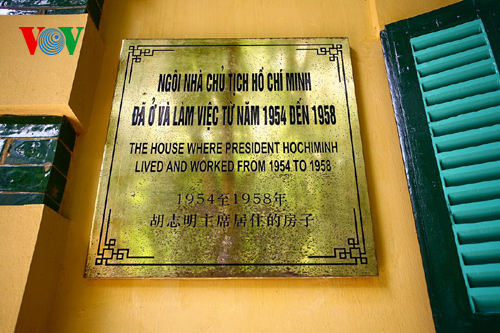 VOV
NGÔI NHÀ CHỦ TỊCH HỒ CHÍ MINH
ĐÃ Ở VÀ LÀM VIỆC TỪ NĂM 1954 ĐẾN 1958
THE HOUSE WHERE PRESIDENT HOCHIMINH
LIVED AND WORKED FROM 1954 TO 1958
1954至1958年
胡志明主席居住的房子